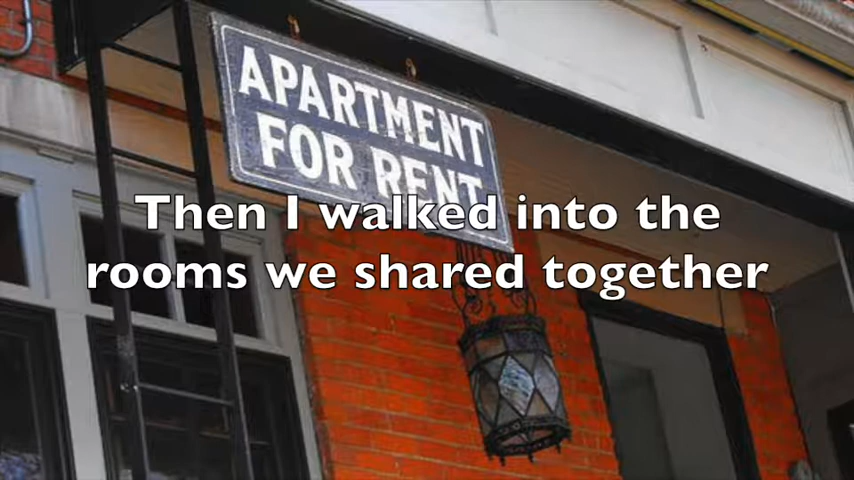 APARTMENT
FOR RENT
Then I walked into the
rooms we shared together